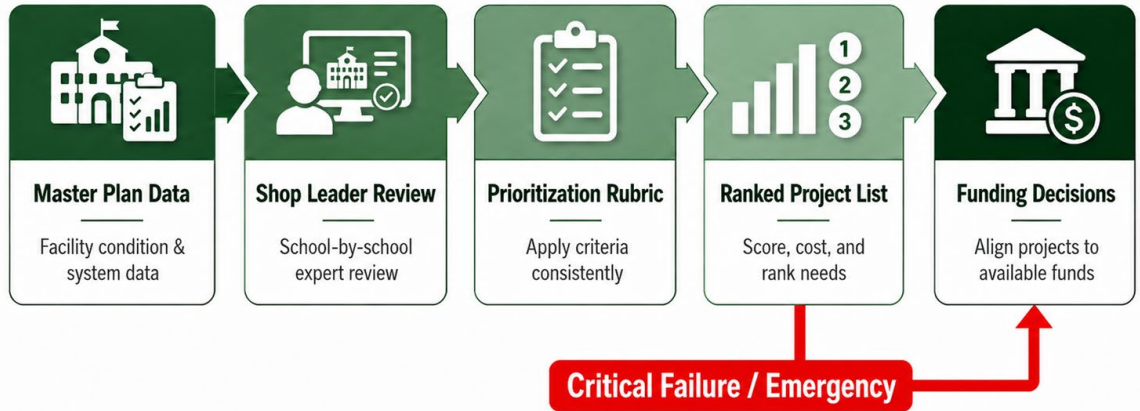 1
2
3
$
Master Plan Data
Facility condition &
system data
Shop Leader Review
School-by-school
expert review
Prioritization Rubric
Apply criteria
consistently
Ranked Project List
Score, cost, and
rank needs
Funding Decisions
Align projects to
available funds
Critical Failure / Emergency